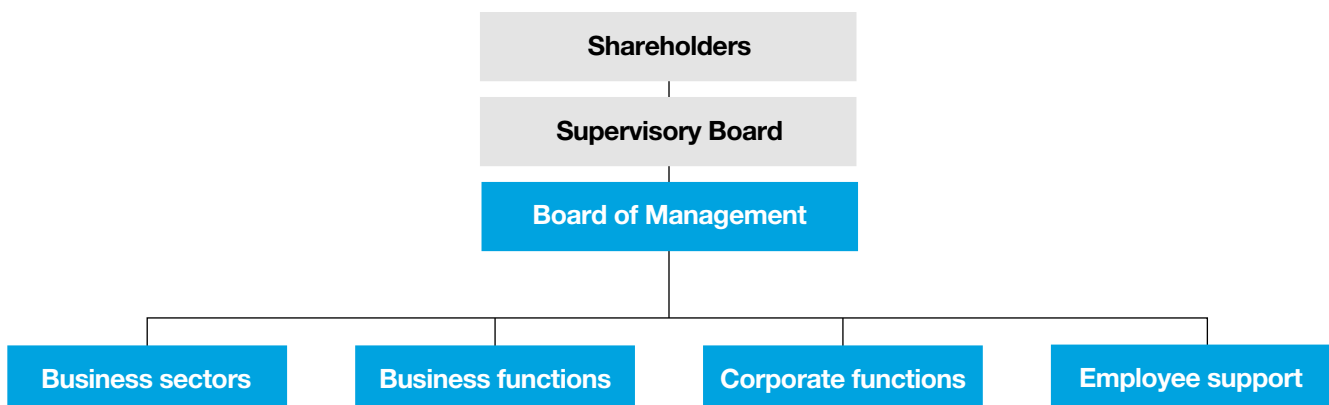 Shareholders
Supervisory Board
Board of Management
Business sectors
Business functions
Corporate functions
Employee support